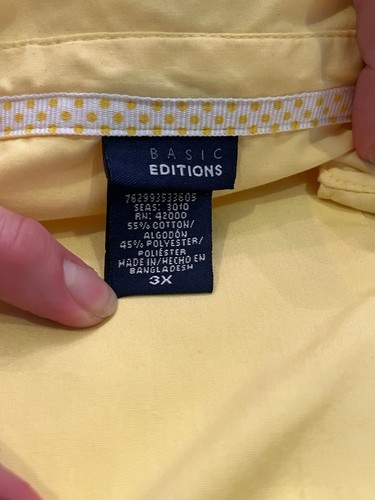 BASIC
EDITIONS
762993533605
SEAS: 3010
RN: 42000
55% COTTON/
ALGODÓN
45% POLYESTER/
POLIÉSTER
MADE IN/HECHO EN
BANGLADESH
3X